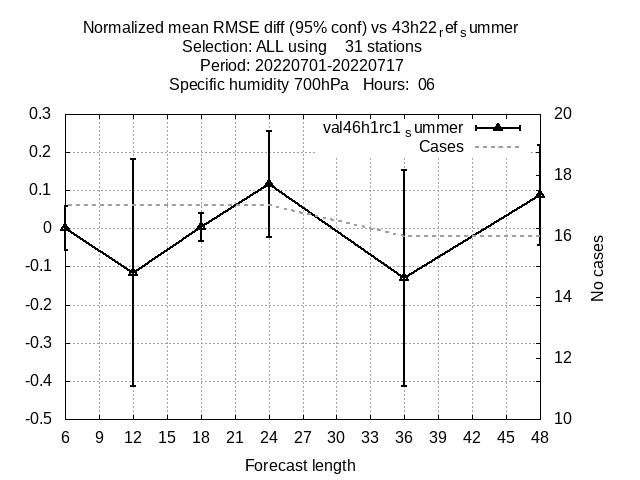 Normalized mean RMSE diff (95% conf) vs 43h22refsummer
Selection: ALL using    31 stations
Period: 20220701-20220717
Specific humidity 700hPa   Hours:  06
val46h1rc1summer
Cases
0.3
0.2
0.1
0
-0.1
-0.2
-0.3
-0.4
-0.5
20
18
16
14
12
10
No cases
6 9 12 15 18 21 24 27 30 33 36 39 42 45 48
Forecast length